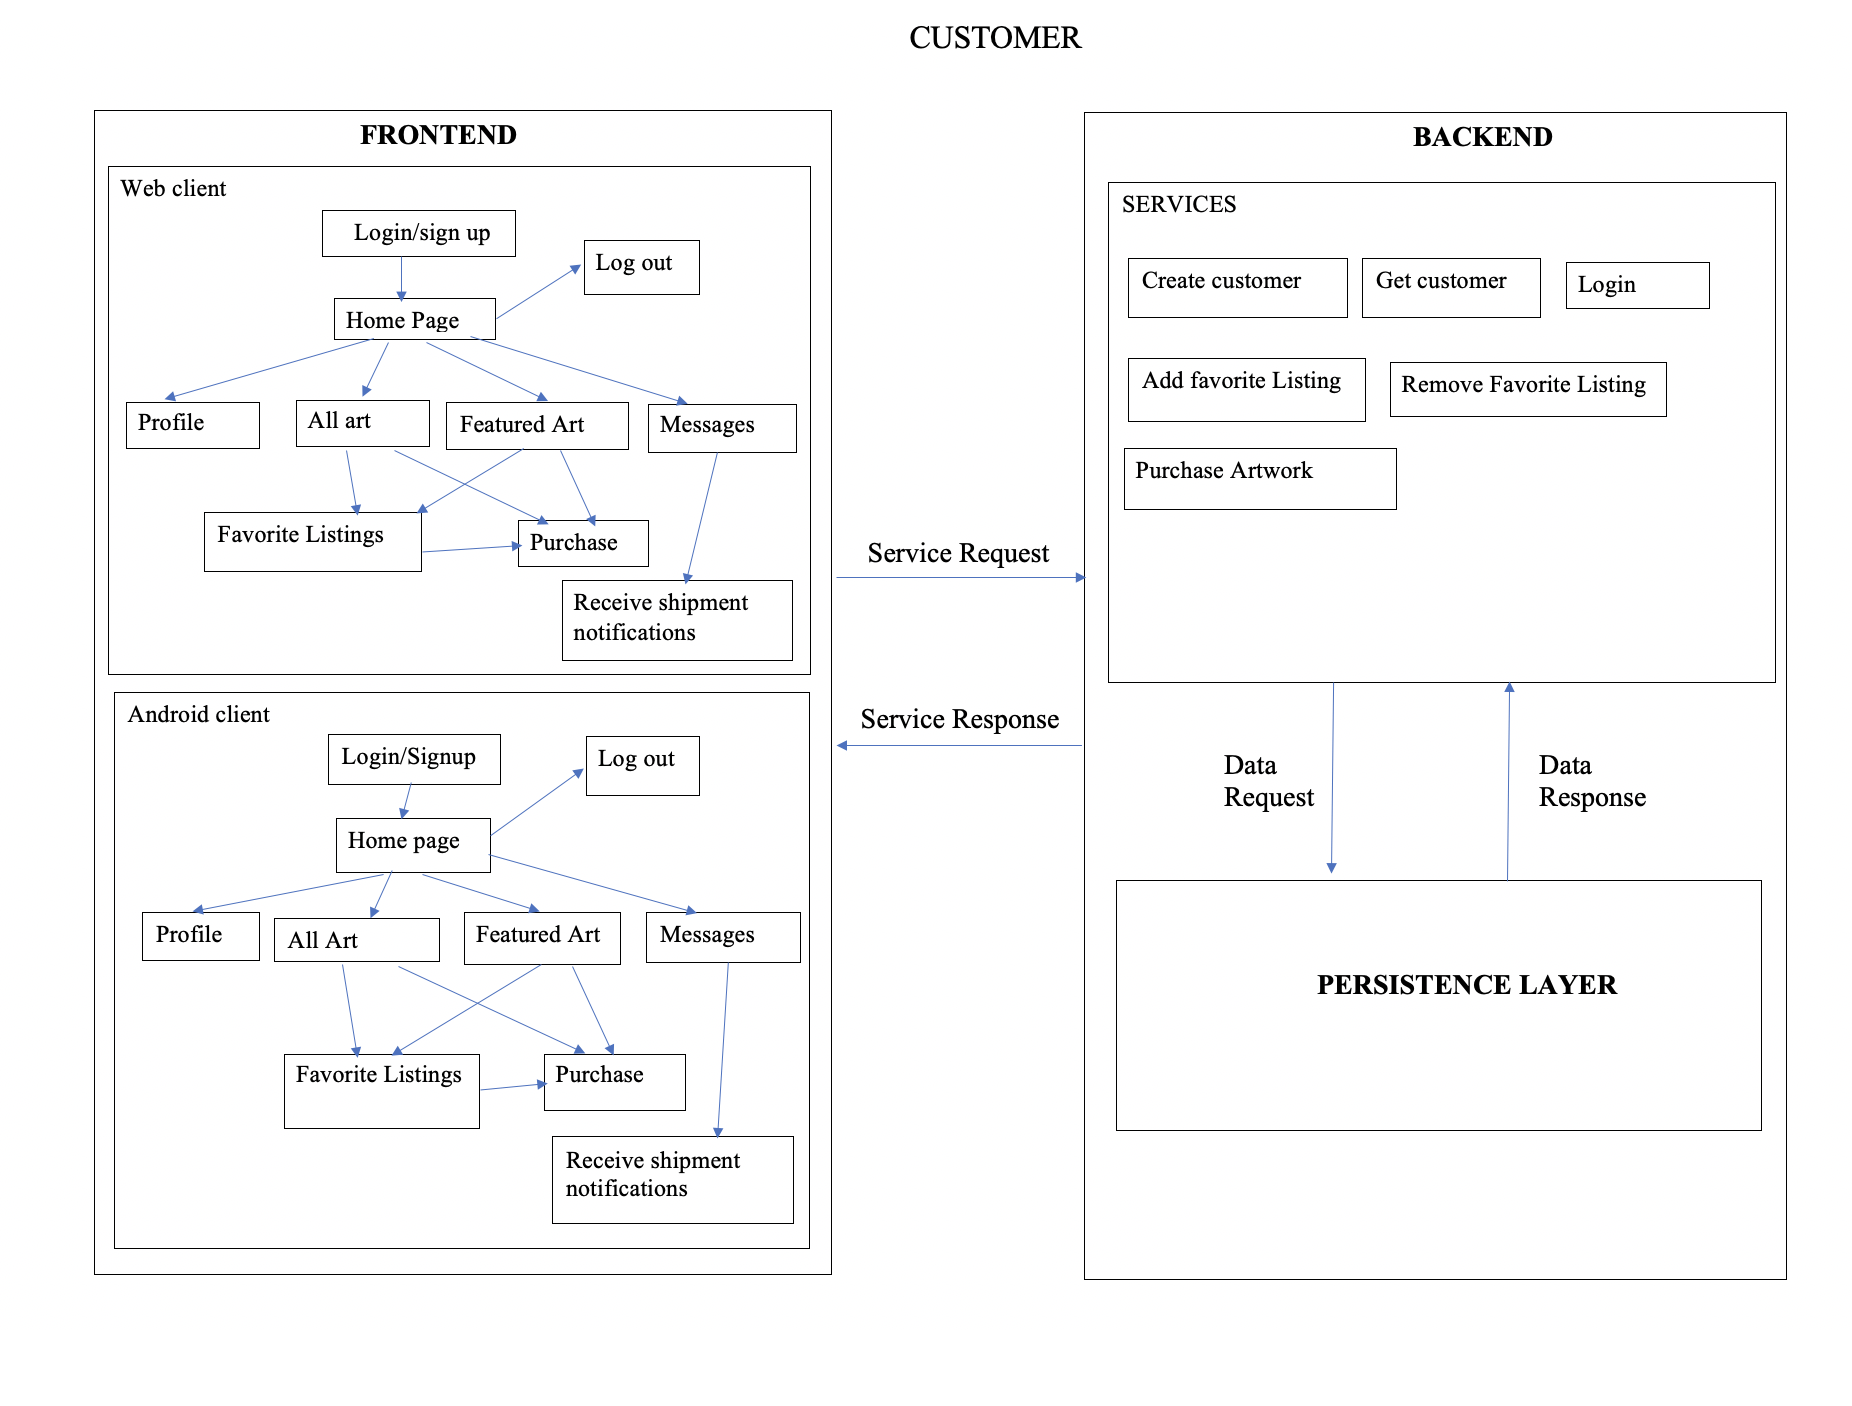 CUSTOMER
FRONTEND
Web client
Login/sign up
Log out
Home Page
Profile
All art
Featured Art
Messages
Favorite Listings
Purchase
Receive shipment
notifications
Android client
Login/Signup
Log out
Home page
Profile
All Art
Featured Art
Messages
Favorite Listings
Purchase
Receive shipment
notifications
Service Request
Service Response
BACKEND
SERVICES
Create customer
Get customer
Login
Add favorite Listing
Remove Favorite Listing
Purchase Artwork
Data
Request
Data
Response
PERSISTENCE LAYER